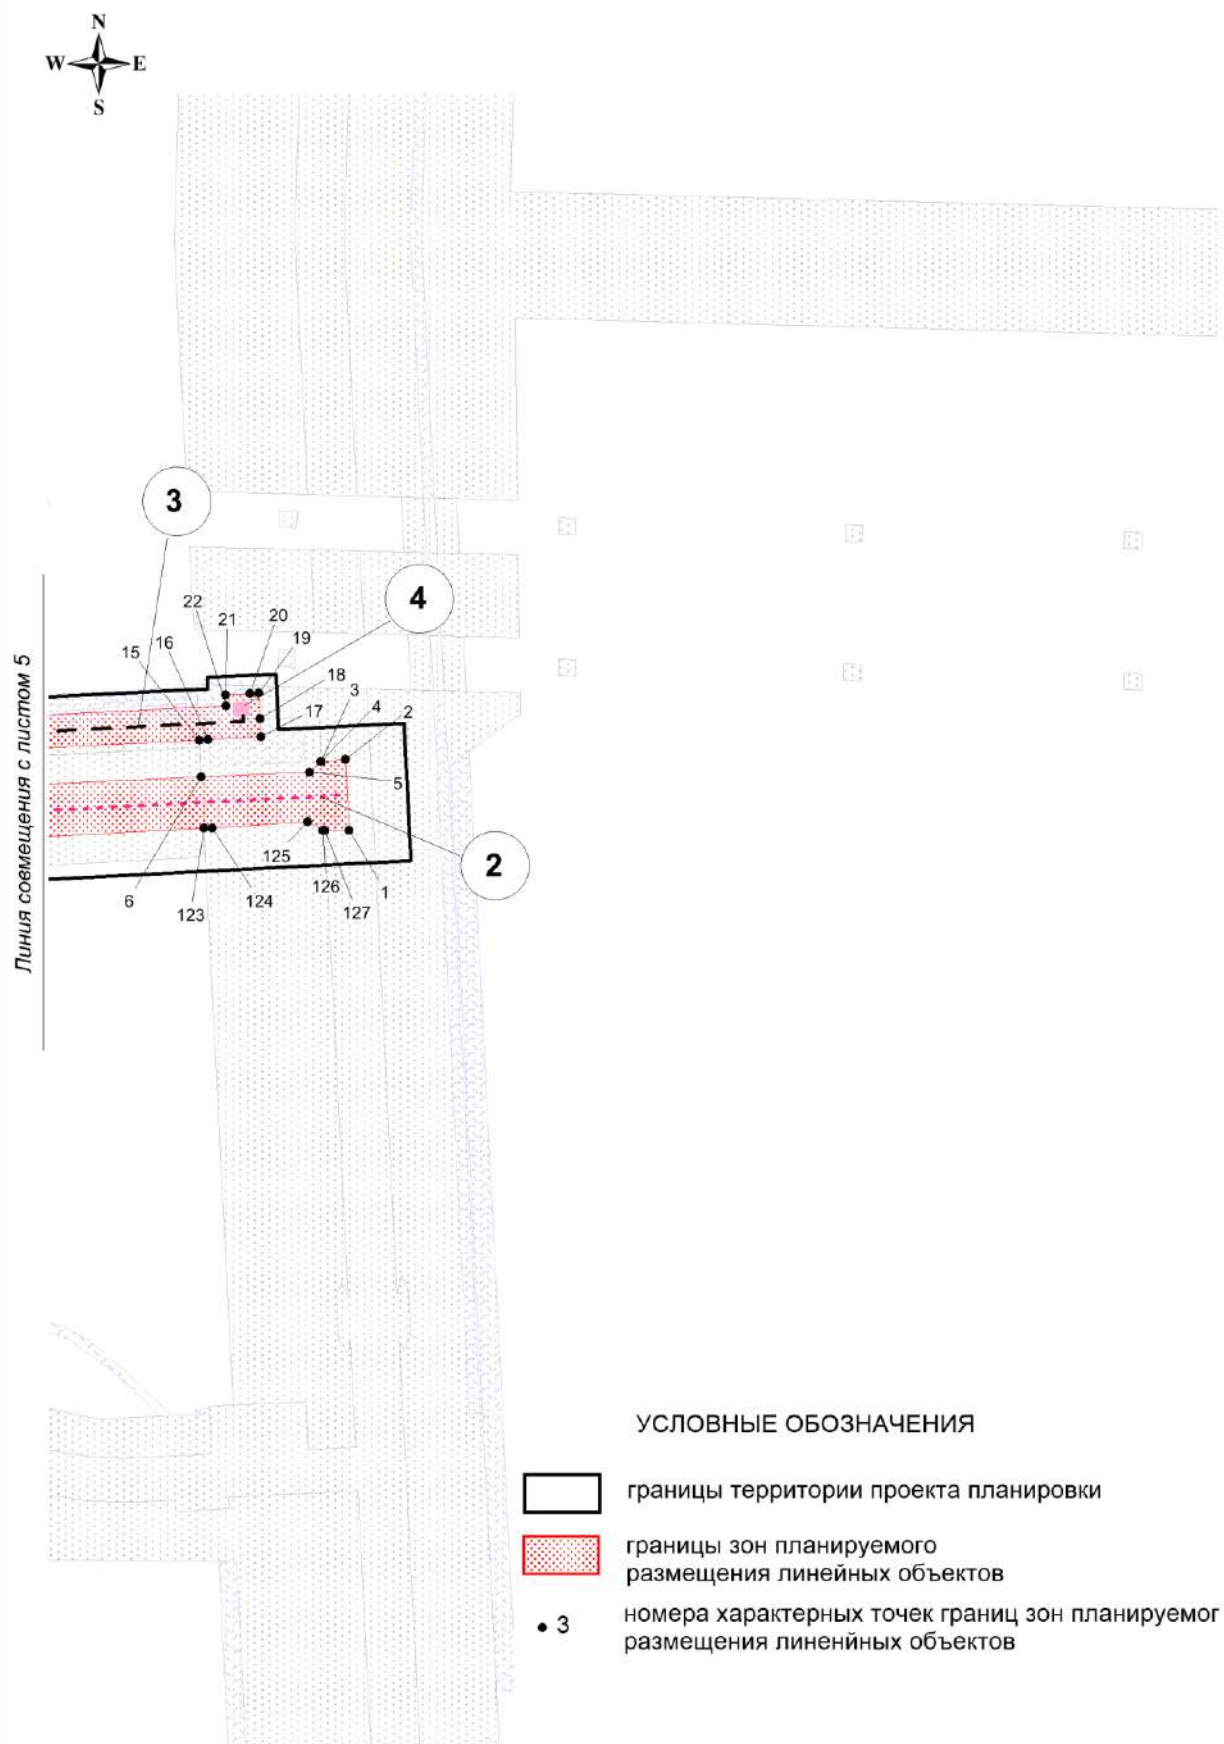 N
W E
S
3
4
22
21
20
19
15
16
18
3
4
2
17
5
2
6
123
124
125
126
127
1
Линия совмещения с листом 5
УСЛОВНЫЕ ОБОЗНАЧЕНИЯ
границы территории проекта планировки
границы зон планируемого
размещения линейных объектов
• 3
номера характерных точек границ зон планируемог
размещения линенйных объектов